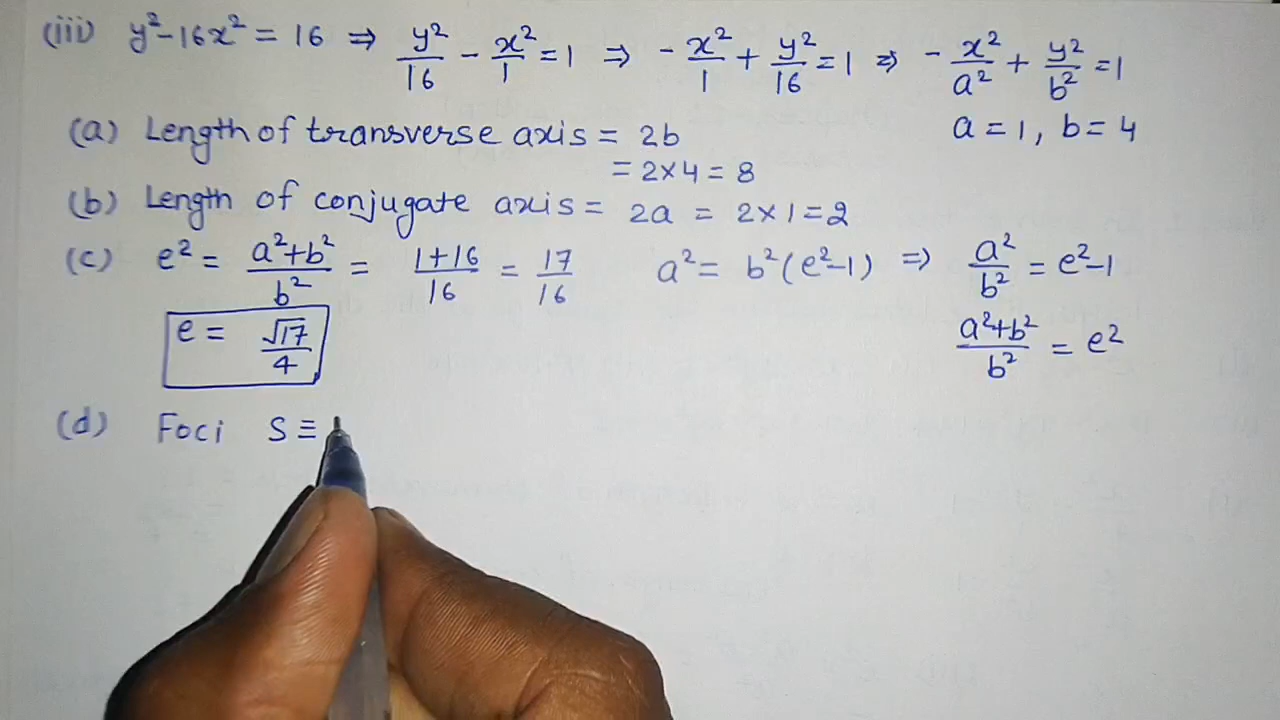 (iii) y²-16x² = 16 ⇒ y²/16 - x²/1 = 1 ⇒ - x²/1 + y²/16 = 1 ⇒ - x²/a² + y²/b² = 1
a = 1, b = 4
(a) Length of transverse axis = 2b
= 2×4 = 8
(b) Length of conjugate axis = 2a = 2×1 = 2
(c) e² = (a²+b²)/b² = (1+16)/16 = 17/16 a² = b²(e²-1) ⇒ a²/b² = e²-1
e = √17/4 (a²+b²)/b² = e²
(d) Foci S ≡